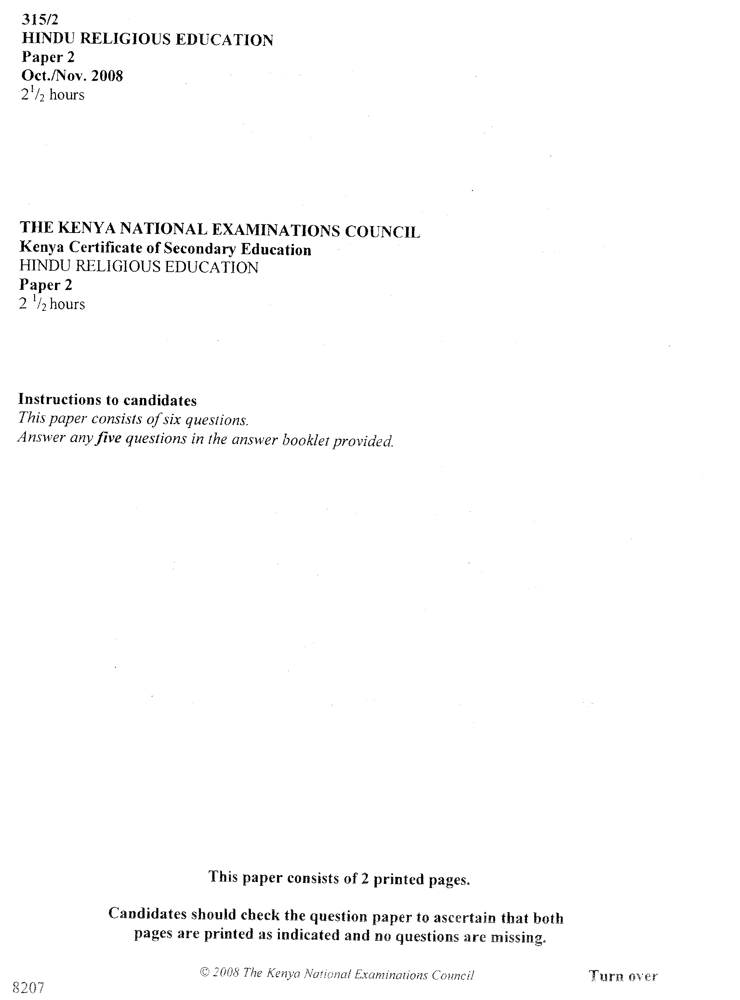 315/2
HINDU RELIGIOUS EDUCATION
Paper 2
Oct./Nov. 2008
2 1/2 hours
THE KENYA NATIONAL EXAMINATIONS COUNCIL
Kenya Certificate of Secondary Education
HINDU RELIGIOUS EDUCATION
Paper 2
2 1/2 hours
Instructions to candidates
This paper consists of six questions.
Answer any five questions in the answer booklet provided.
This paper consists of 2 printed pages.
Candidates should check the question paper to ascertain that both
pages are printed as indicated and no questions are missing.
© 2008 The Kenya National Examinations Council
Turn over
8207